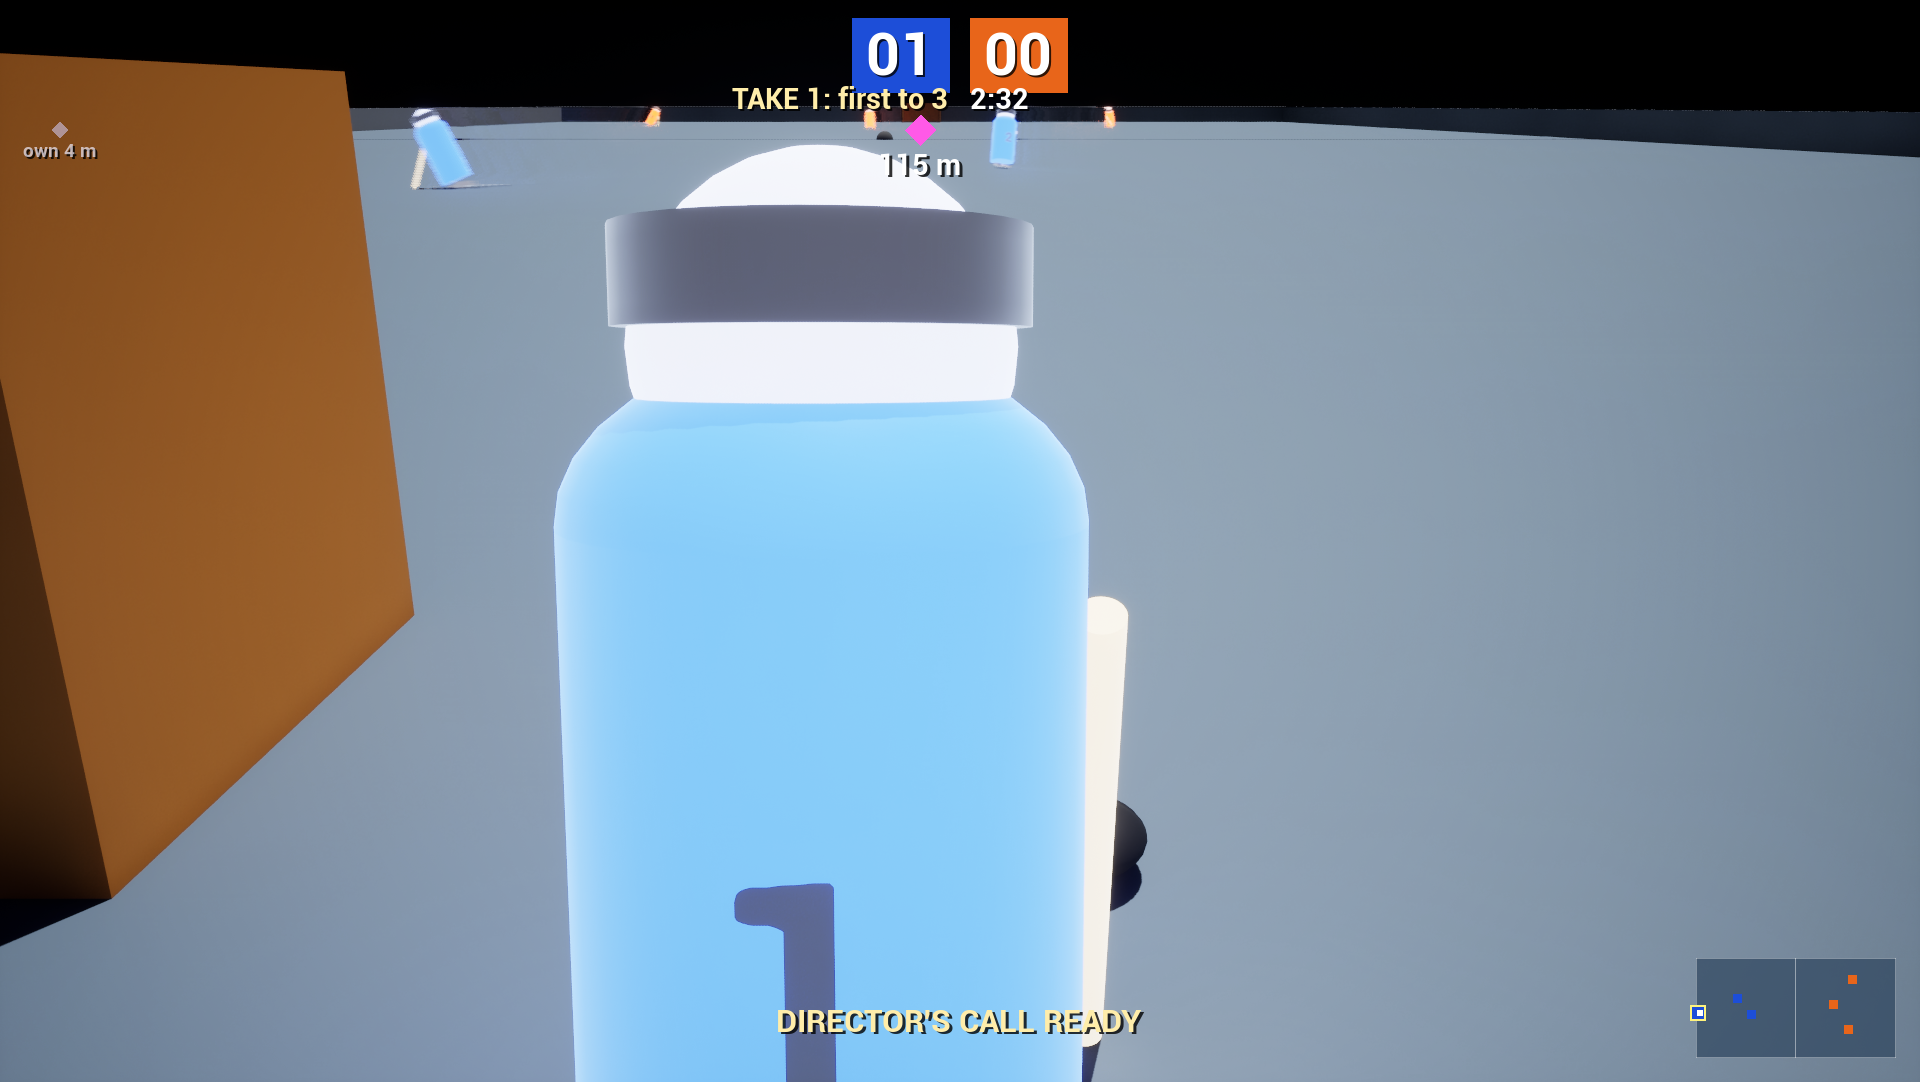 01 00
TAKE 1: first to 3 2:32
own 4 m
115 m
1
DIRECTOR'S CALL READY